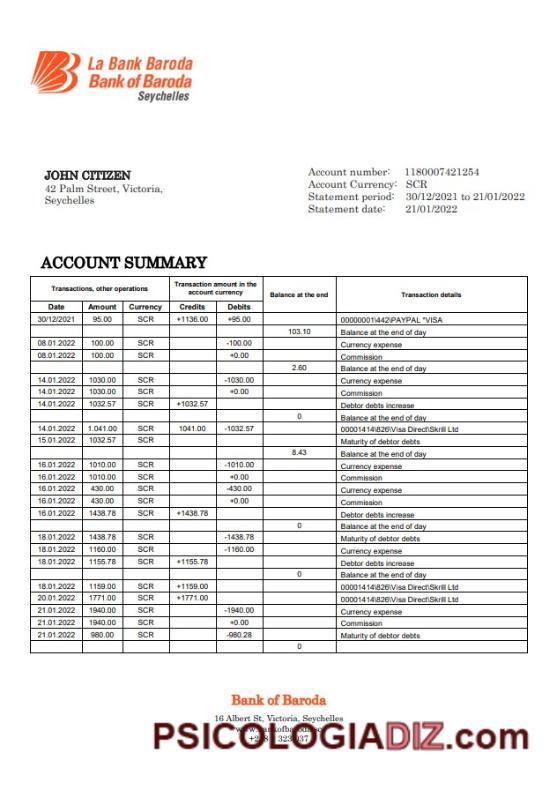 La Bank Baroda
Bank of Baroda
Seychelles
JOHN CITIZEN
42 Palm Street, Victoria,
Seychelles
Account number: 1180007421254
Account Currency: SCR
Statement period: 30/12/2021 to 21/01/2022
Statement date: 21/01/2022
ACCOUNT SUMMARY
Transactions, other operations Transaction amount in the account currency Balance at the end Transaction details
Date Amount Currency Credits Debits
30/12/2021 95.00 SCR +1136.00 +95.00 00000001\442\PAYPAL *VISA
103.10 Balance at the end of day
08.01.2022 100.00 SCR -100.00 Currency expense
08.01.2022 100.00 SCR +0.00 Commission
2.60 Balance at the end of day
14.01.2022 1030.00 SCR -1030.00 Currency expense
14.01.2022 1030.00 SCR +0.00 Commission
14.01.2022 1032.57 SCR +1032.57 Debtor debts increase
0 Balance at the end of day
14.01.2022 1.041.00 SCR 1041.00 -1032.57 00001414\826\Visa Direct\Skrill Ltd
15.01.2022 1032.57 SCR Maturity of debtor debts
8.43 Balance at the end of day
16.01.2022 1010.00 SCR -1010.00 Currency expense
16.01.2022 1010.00 SCR +0.00 Commission
16.01.2022 430.00 SCR -430.00 Currency expense
16.01.2022 430.00 SCR +0.00 Commission
16.01.2022 1438.78 SCR +1438.78 Debtor debts increase
0 Balance at the end of day
18.01.2022 1438.78 SCR -1438.78 Maturity of debtor debts
18.01.2022 1160.00 SCR -1160.00 Currency expense
18.01.2022 1155.78 SCR +1155.78 Debtor debts increase
0 Balance at the end of day
18.01.2022 1159.00 SCR +1159.00 00001414\826\Visa Direct\Skrill Ltd
20.01.2022 1771.00 SCR +1771.00 00001414\826\Visa Direct\Skrill Ltd
21.01.2022 1940.00 SCR -1940.00 Currency expense
21.01.2022 1940.00 SCR +0.00 Commission
21.01.2022 980.00 SCR -980.28 Maturity of debtor debts
0
Bank of Baroda
16 Albert St, Victoria, Seychelles
PSICOLOGIADIZ.com